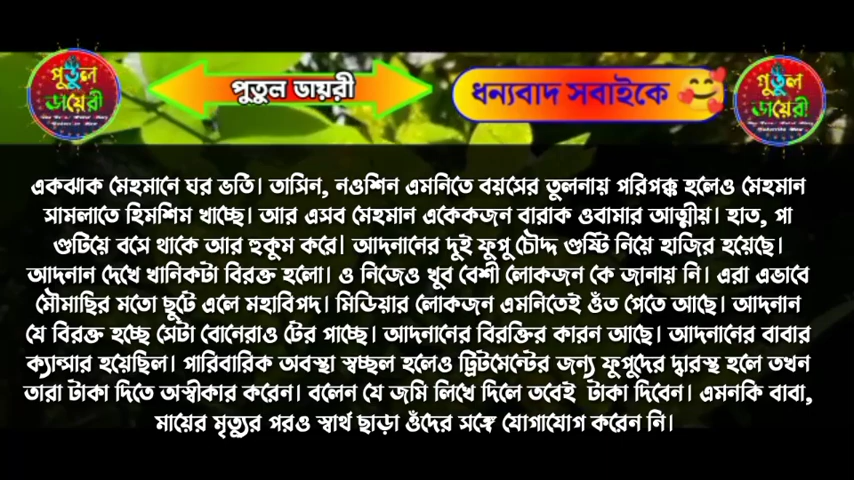 পুতুল ডায়েরী
পুতুল ডায়রী
ধন্যবাদ সবাইকে 🥰
পুতুল ডায়েরী
একঝাক মেহমানে ঘর ভর্তি। তাসিন, নওশিন এমনিতে বয়সের তুলনায় পরিপক্ক হলেও মেহমান
সামলাতে হিমশিম খাচ্ছে। আর এসব মেহমান একেকজন বারাক ওবামার আত্মীয়। হাত, পা
গুটিয়ে বসে থাকে আর হুকুম করে। আদনানের দুই ফুপু চৌদ্দ গুষ্টি নিয়ে হাজির হয়েছে।
আদনান দেখে খানিকটা বিরক্ত হলো। ও নিজেও খুব বেশী লোকজন কে জানায় নি। এরা এভাবে
মৌমাছির মতো ছুটে এলে মহাবিপদ। মিডিয়ার লোকজন এমনিতেই ওঁত পেতে আছে। আদনান
যে বিরক্ত হচ্ছে সেটা বোনেরাও টের পাচ্ছে। আদনানের বিরক্তির কারন আছে। আদনানের বাবার
ক্যান্সার হয়েছিল। পারিবারিক অবস্থা স্বচ্ছল হলেও ট্রিটমেন্টের জন্য ফুপুদের দ্বারস্থ হলে তখন
তারা টাকা দিতে অস্বীকার করেন। বলেন যে জমি লিখে দিলে তবেই টাকা দিবেন। এমনকি বাবা,
মায়ের মৃত্যুর পরও স্বার্থ ছাড়া ওঁদের সঙ্গে যোগাযোগ করেন নি।